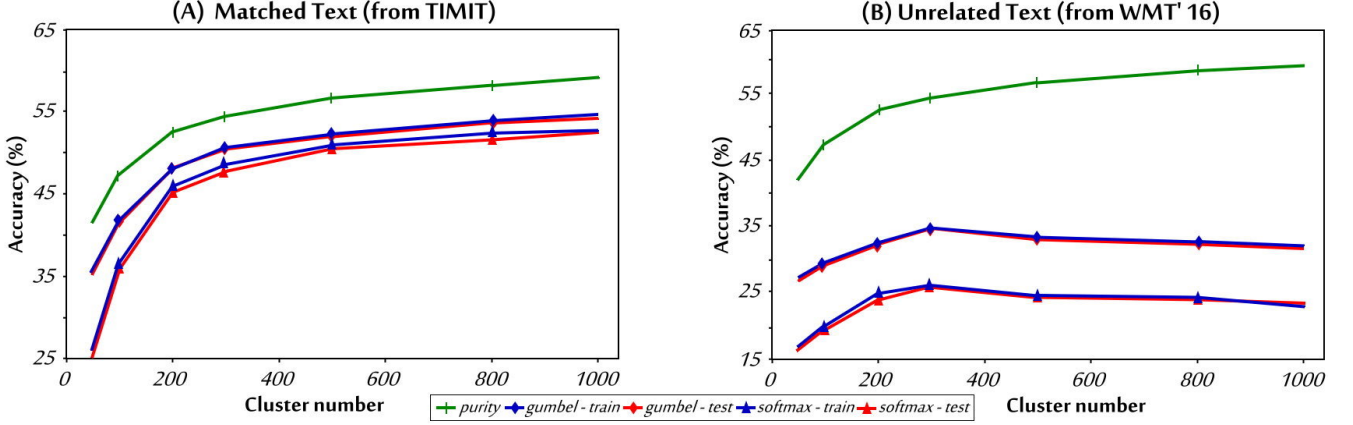 (A) Matched Text (from TIMIT)
65
55
45
35
25
Accuracy (%)
0 200 400 600 800 1000
Cluster number
(B) Unrelated Text (from WMT' 16)
65
55
45
35
25
15
Accuracy (%)
0 200 400 600 800 1000
Cluster number
purity gumbel - train gumbel - test softmax - train softmax - test